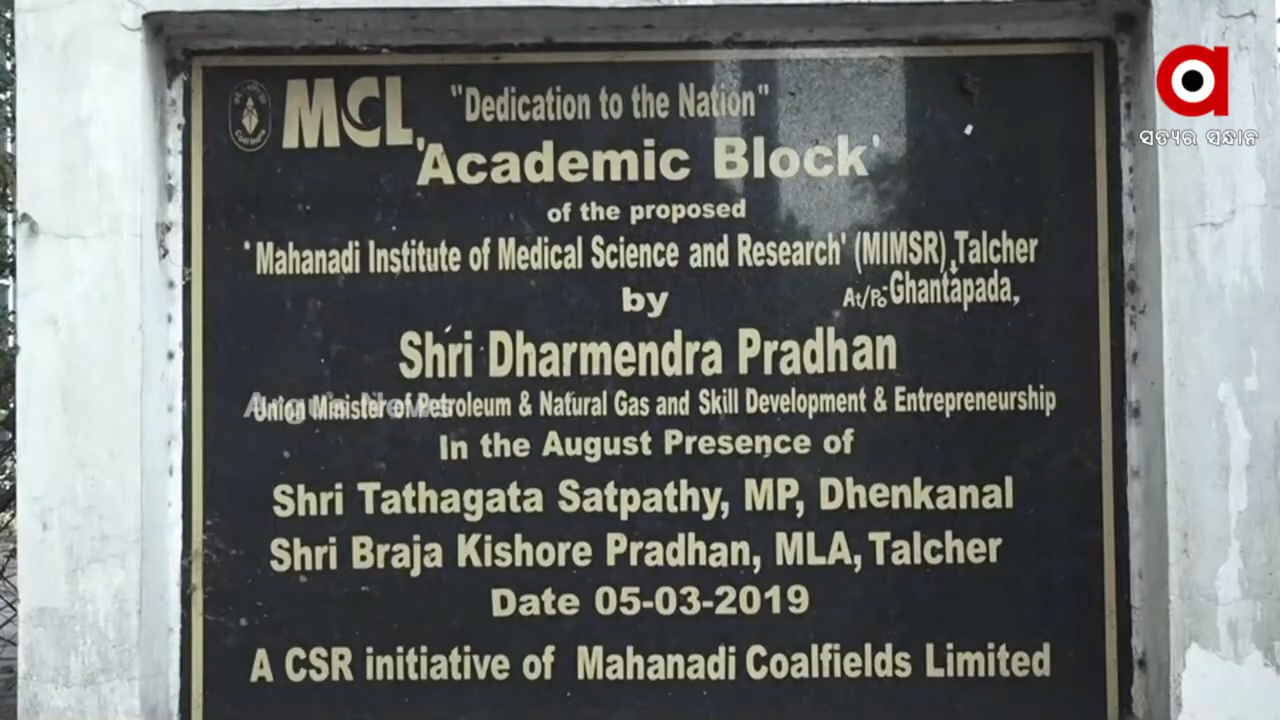 MCL
"Dedication to the Nation"
'Academic Block'
of the proposed
'Mahanadi Institute of Medical Science and Research' (MIMSR), Talcher
At/Po-Ghantapada,
by
Shri Dharmendra Pradhan
Union Minister of Petroleum & Natural Gas and Skill Development & Entrepreneurship
Argus News
In the August Presence of
Shri Tathagata Satpathy, MP, Dhenkanal
Shri Braja Kishore Pradhan, MLA, Talcher
Date 05-03-2019
A CSR initiative of Mahanadi Coalfields Limited
a
ସତ୍ୟର ସନ୍ଧାନ